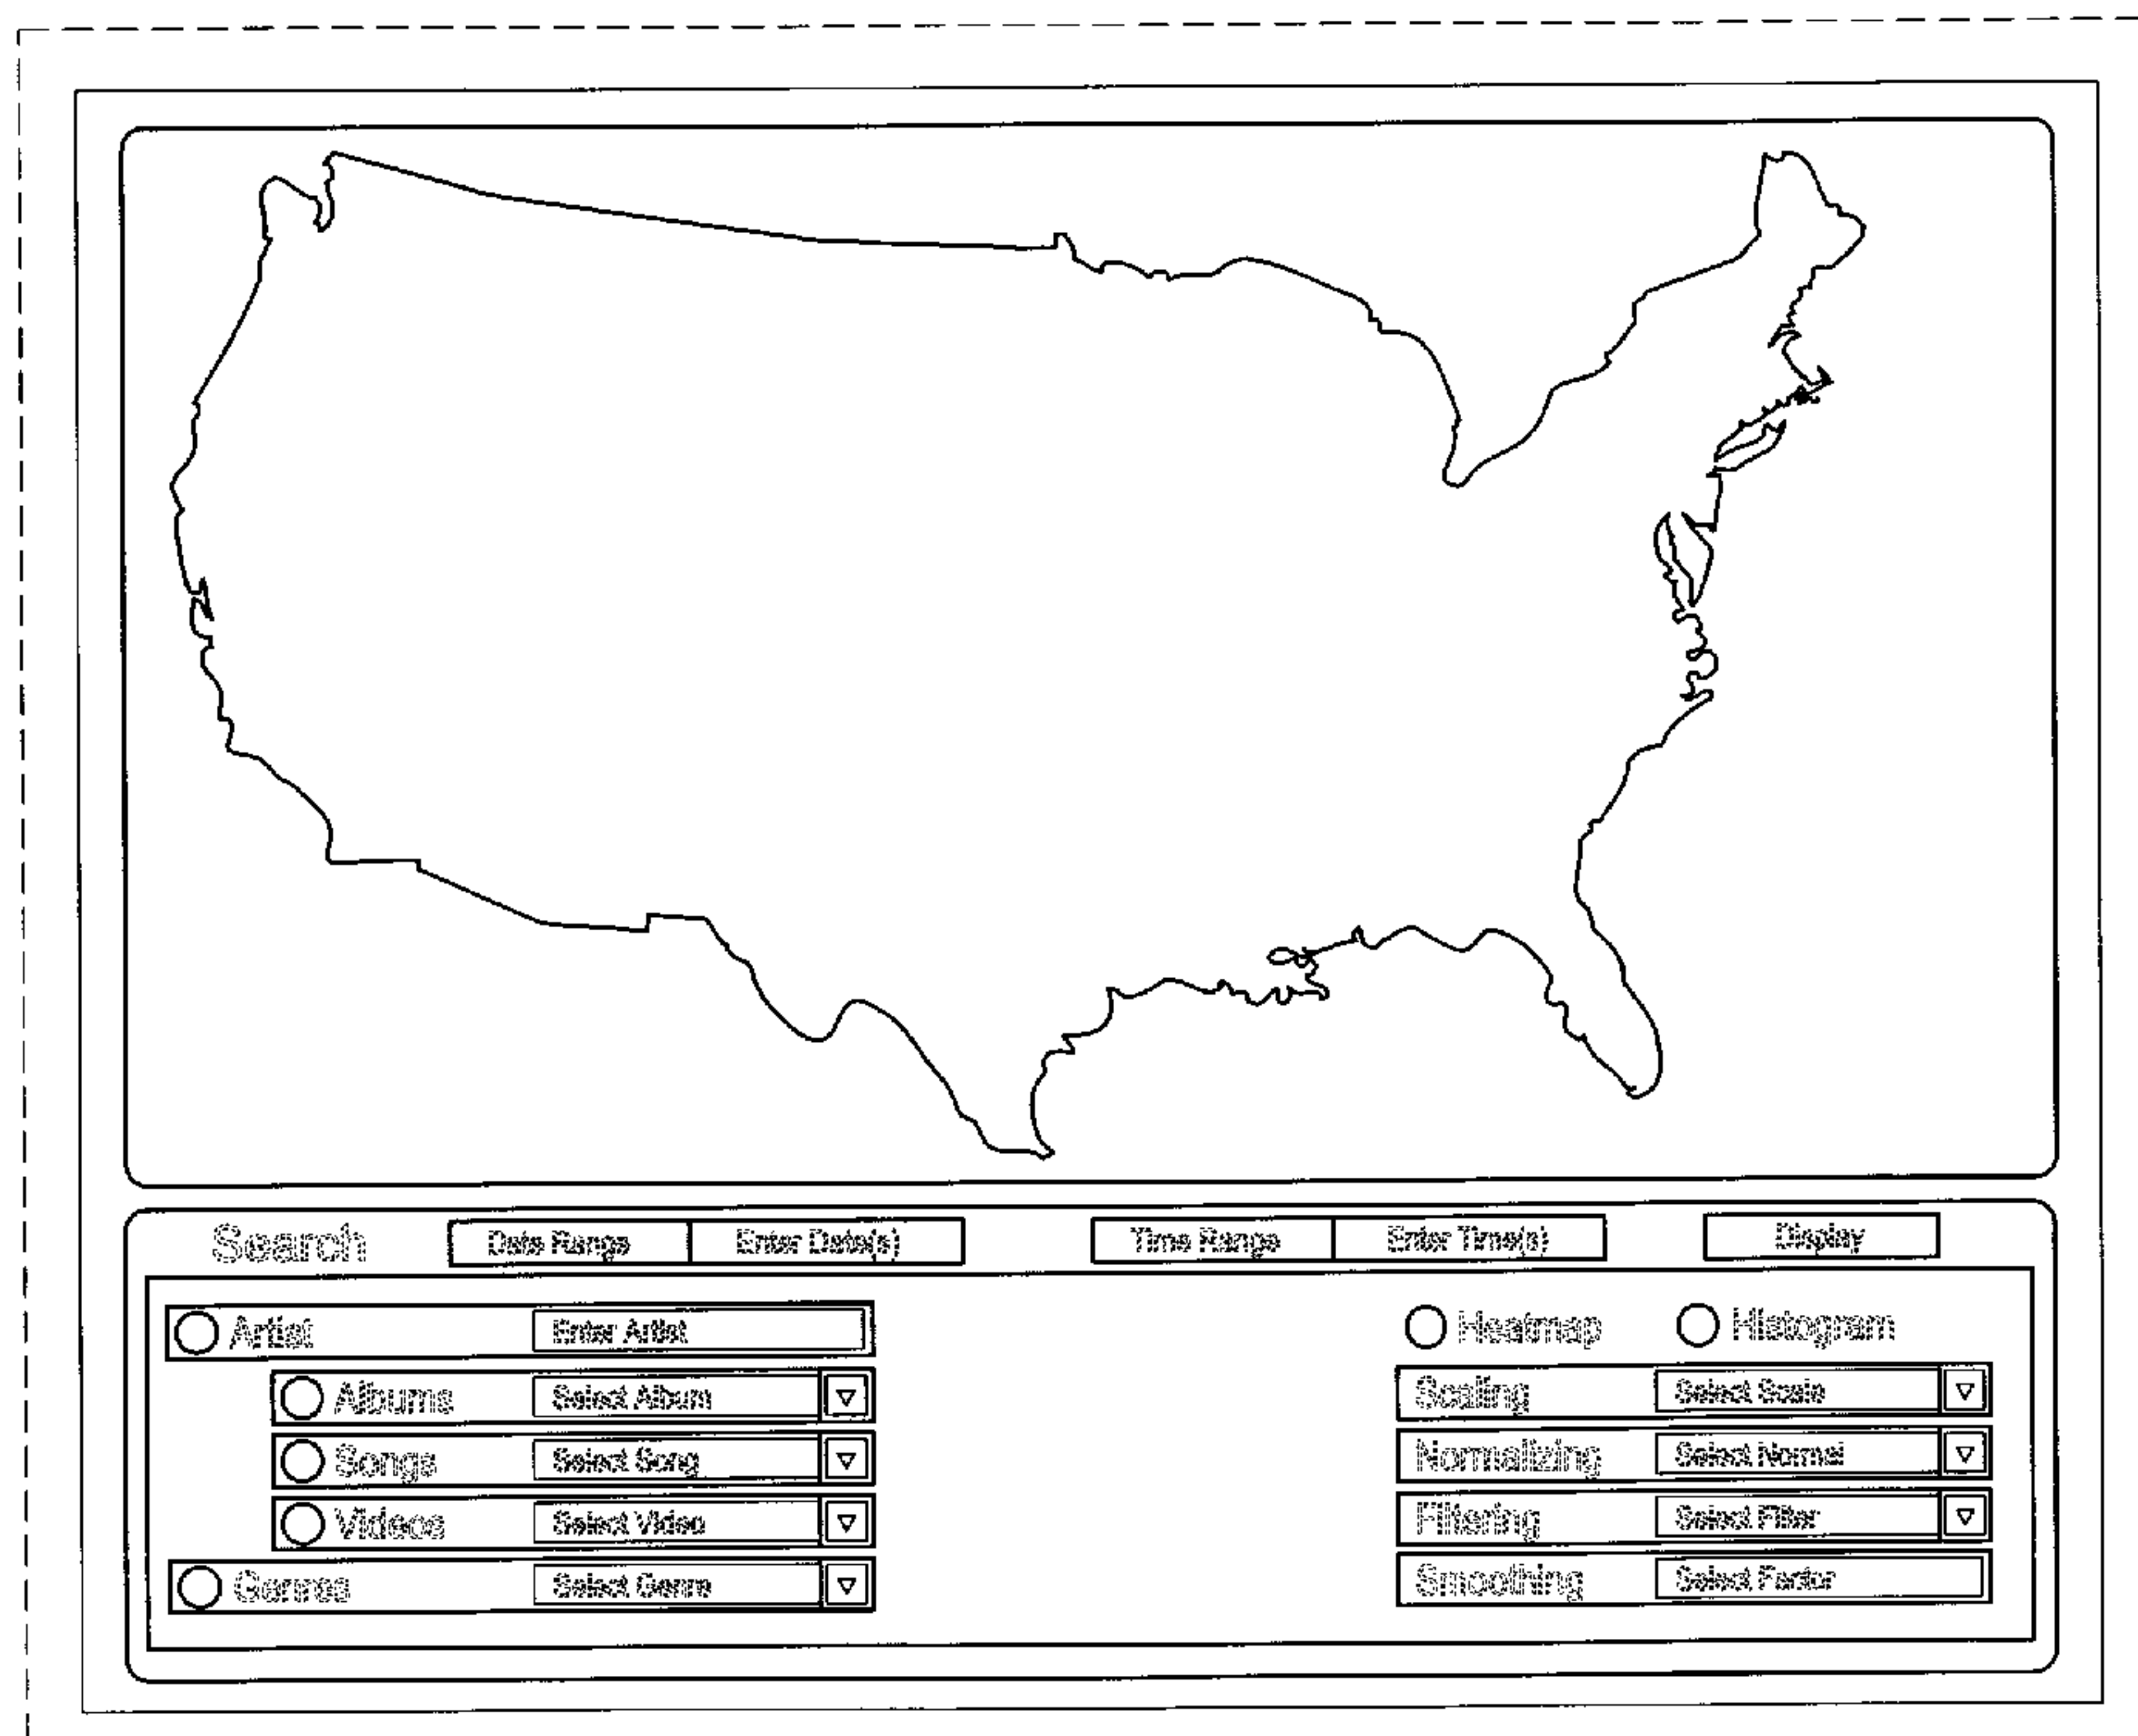 Search Date Range Enter Date(s) Time Range Enter Time(s) Display
Artist Enter Artist
Albums Select Album
Songs Select Song
Videos Select Video
Genres Select Genre
Heatmap Histogram
Scaling Select Scale
Normalizing Select Normal
Filtering Select Filter
Smoothing Select Factor